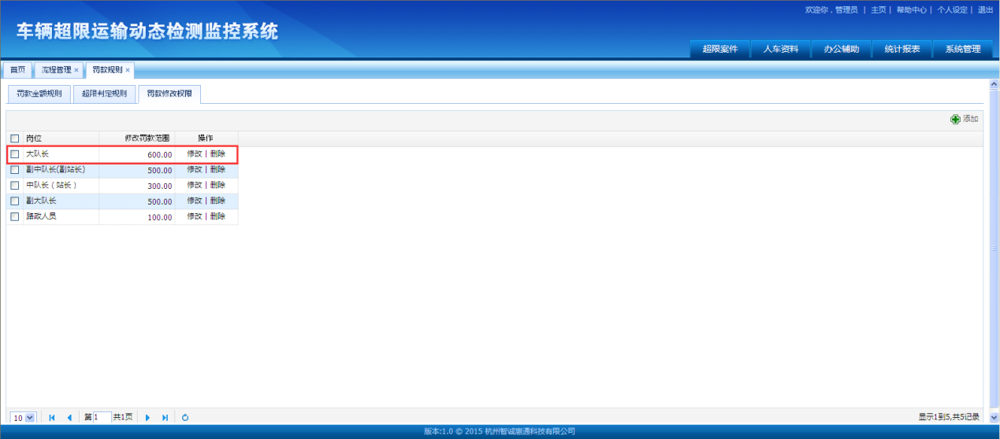 欢迎你，管理员 | 主页 | 帮助中心 | 个人设定 | 退出
车辆超限运输动态检测监控系统
超限案件 人车资料 办公辅助 统计报表 系统管理
首页 流程管理 × 罚款规则 ×
罚款金额规则 超限判定规则 罚款修改权限
添加
岗位 修改罚款范围 操作
大队长 600.00 修改 | 删除
副中队长(副站长) 500.00 修改 | 删除
中队长（站长） 300.00 修改 | 删除
副大队长 500.00 修改 | 删除
路政人员 100.00 修改 | 删除
10 第 1 共1页 显示1到5,共5记录
版本:1.0 © 2015 杭州智诚惠通科技有限公司